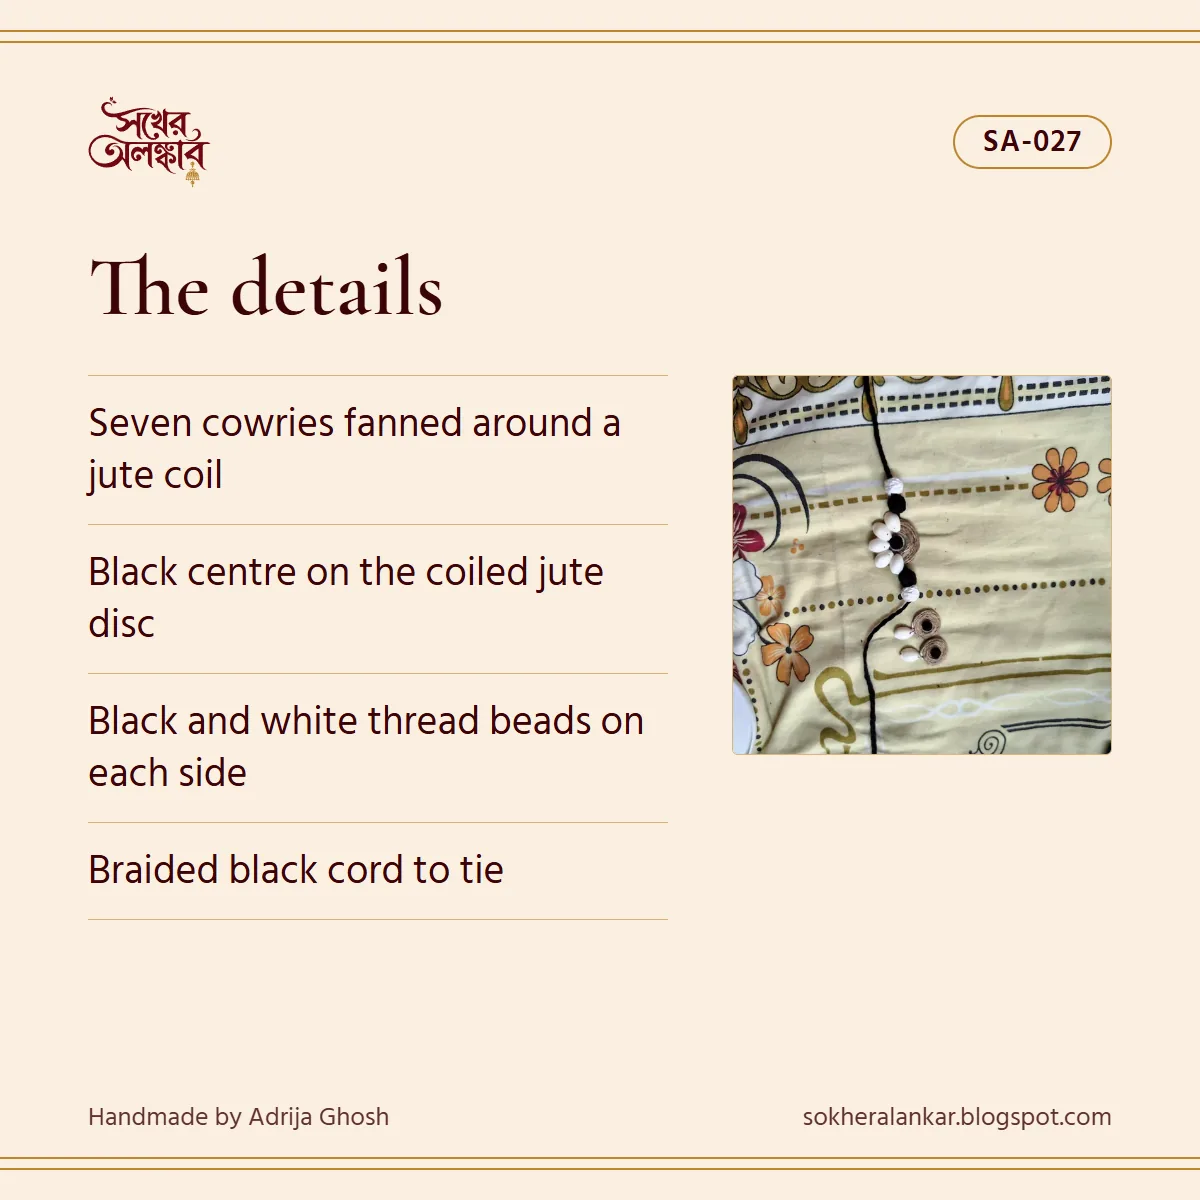 সখের
অলঙ্কার
SA-027
The details
Seven cowries fanned around a
jute coil
Black centre on the coiled jute
disc
Black and white thread beads on
each side
Braided black cord to tie
Handmade by Adrija Ghosh
sokheralankar.blogspot.com